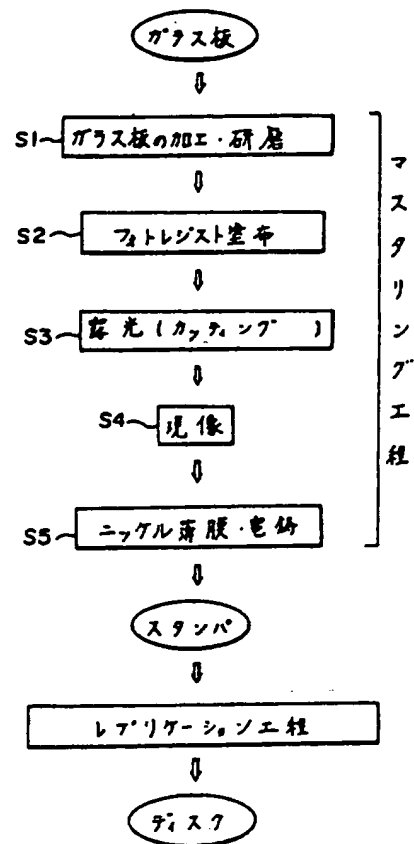 ガラス板
S1 ガラス板の加工・研磨
S2 フォトレジスト塗布
S3 露光(カッティング)
S4 現像
S5 ニッケル薄膜・電鋳
マスタリング工程
スタンパ
レプリケーション工程
ディスク